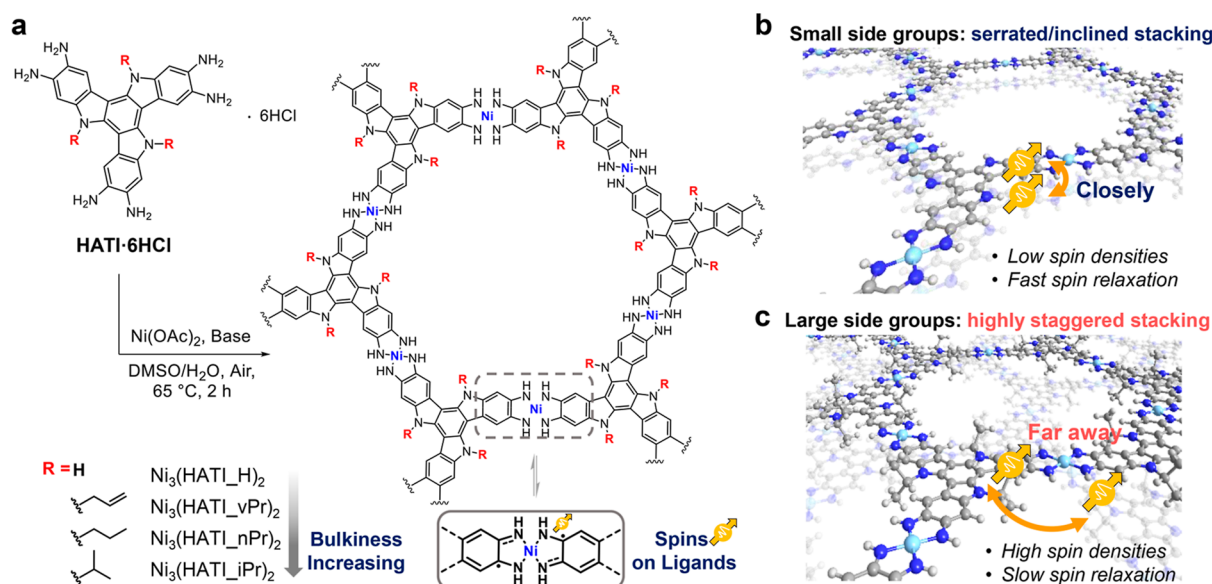 a
H₂N
NH₂
H₂N
R
N
NH₂
· 6HCl
N
R
N–R
H₂N
NH₂
HATI·6HCl
Ni(OAc)₂, Base
DMSO/H₂O, Air,
65 °C, 2 h
R = H
Ni₃(HATI_H)₂
Ni₃(HATI_vPr)₂
Ni₃(HATI_nPr)₂
Ni₃(HATI_iPr)₂
Bulkiness
Increasing
H H
N N
Ni
N N
H H
Spins
on Ligands
b
Small side groups: serrated/inclined stacking
Closely
• Low spin densities
• Fast spin relaxation
c
Large side groups: highly staggered stacking
Far away
• High spin densities
• Slow spin relaxation